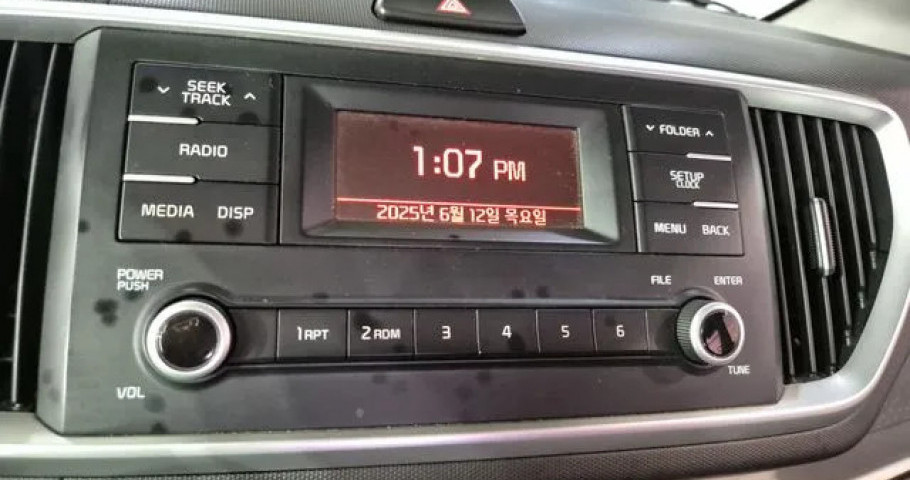 SEEK
TRACK
RADIO
MEDIA DISP
1:07 PM
2025년 6월 12일 목요일
FOLDER
SETUP
CLOCK
MENU BACK
POWER
PUSH
VOL
1 RPT 2 RDM 3 4 5 6
FILE ENTER
TUNE